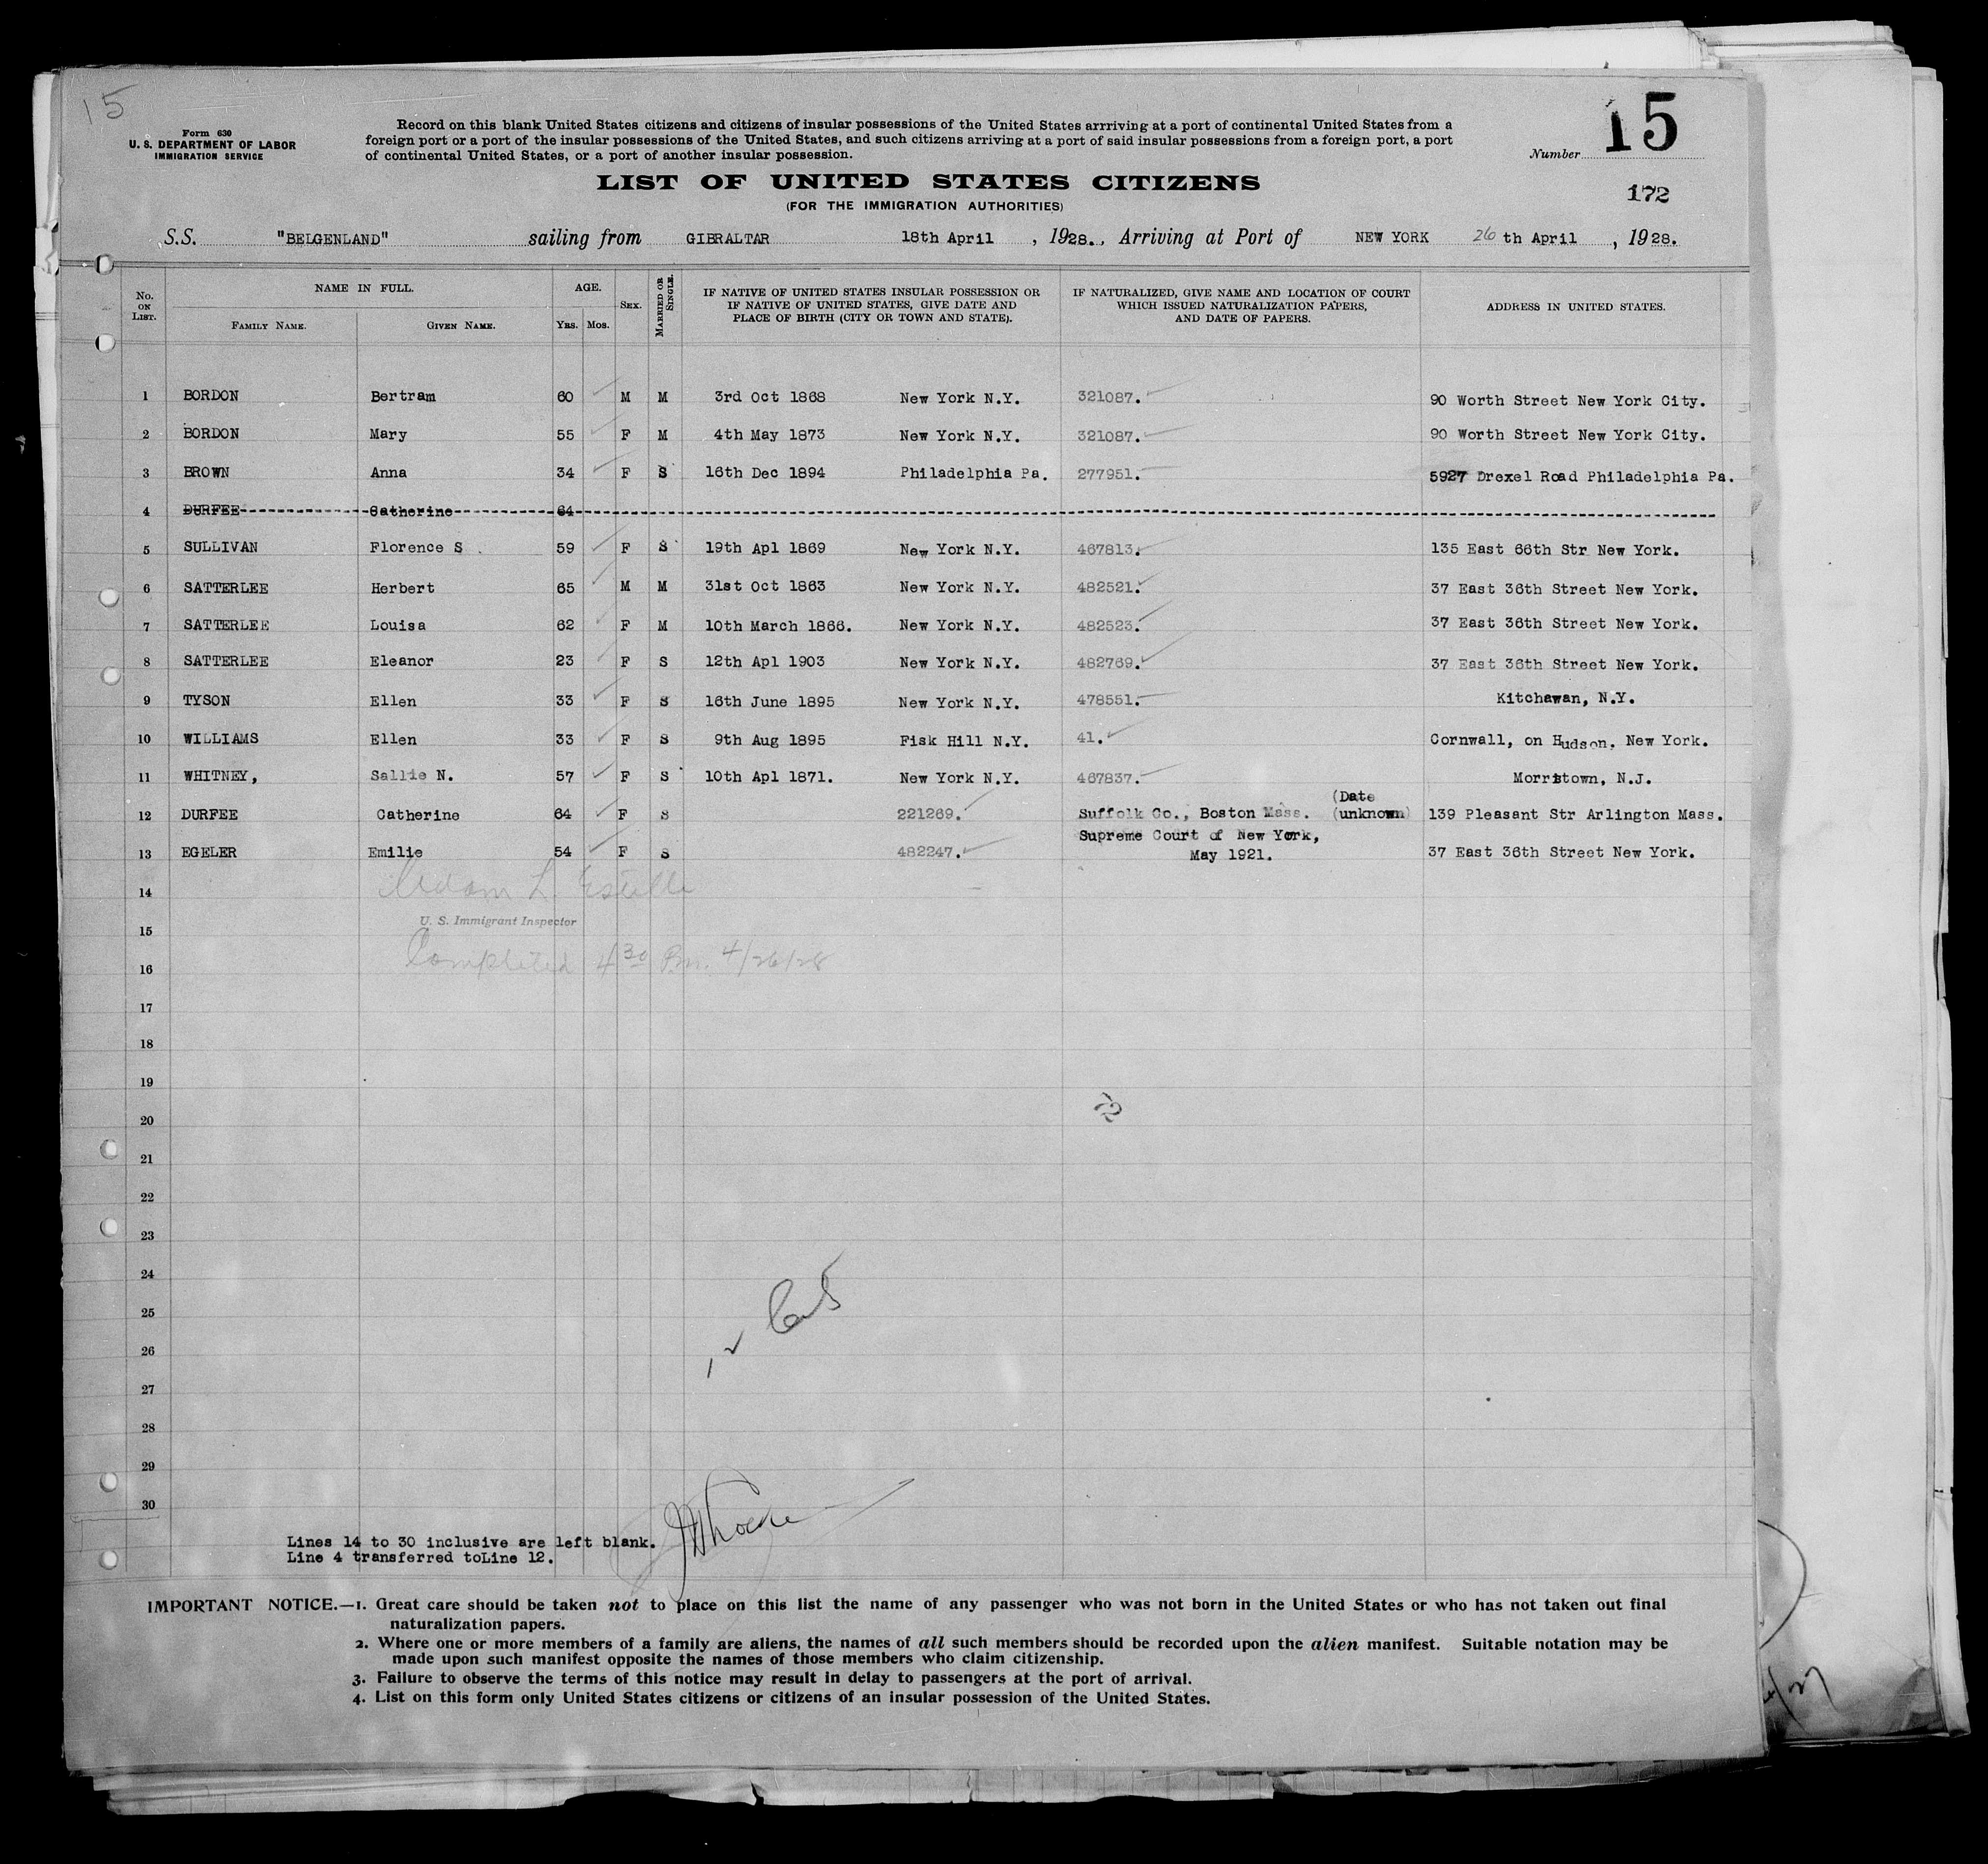 15
Form 630
U. S. DEPARTMENT OF LABOR
IMMIGRATION SERVICE
Record on this blank United States citizens and citizens of insular possessions of the United States arrriving at a port of continental United States from a
foreign port or a port of the insular possessions of the United States, and such citizens arriving at a port of said insular possessions from a foreign port, a port
of continental United States, or a port of another insular possession.
Number 15
LIST OF UNITED STATES CITIZENS
172
(FOR THE IMMIGRATION AUTHORITIES)
S.S. "BELGENLAND" sailing from GIBRALTAR 18th April , 1928., Arriving at Port of NEW YORK 26 th April , 1928.
No. ON LIST. NAME IN FULL. FAMILY NAME. GIVEN NAME. AGE. YRS. MOS. SEX. MARRIED OR SINGLE. IF NATIVE OF UNITED STATES INSULAR POSSESSION OR IF NATIVE OF UNITED STATES, GIVE DATE AND PLACE OF BIRTH (CITY OR TOWN AND STATE). IF NATURALIZED, GIVE NAME AND LOCATION OF COURT WHICH ISSUED NATURALIZATION PAPERS, AND DATE OF PAPERS. ADDRESS IN UNITED STATES.
1 BORDON Bertram 60 M M 3rd Oct 1868 New York N.Y. 321087. 90 Worth Street New York City.
2 BORDON Mary 55 F M 4th May 1873 New York N.Y. 321087. 90 Worth Street New York City.
3 BROWN Anna 34 F S 16th Dec 1894 Philadelphia Pa. 277951. 5927 Drexel Road Philadelphia Pa.
4 DURFEE Catherine 64
5 SULLIVAN Florence S 59 F S 19th Apl 1869 New York N.Y. 467813. 135 East 66th Str New York.
6 SATTERLEE Herbert 65 M M 31st Oct 1863 New York N.Y. 482521. 37 East 36th Street New York.
7 SATTERLEE Louisa 62 F M 10th March 1866. New York N.Y. 482523. 37 East 36th Street New York.
8 SATTERLEE Eleanor 23 F S 12th Apl 1903 New York N.Y. 482769. 37 East 36th Street New York.
9 TYSON Ellen 33 F S 16th June 1895 New York N.Y. 478551. Kitchawan, N.Y.
10 WILLIAMS Ellen 33 F S 9th Aug 1895 Fisk Hill N.Y. 41. Cornwall, on Hudson, New York.
11 WHITNEY, Sallie N. 57 F S 10th Apl 1871. New York N.Y. 467837. Morristown, N.J.
12 DURFEE Catherine 64 F S 221269. Suffolk Co., Boston Mass. (Date (unknown) 139 Pleasant Str Arlington Mass.
13 EGELER Emilie 54 F S 482247. Supreme Court of New York, May 1921. 37 East 36th Street New York.
14 Adam L. Estelle
U. S. Immigrant Inspector
15
Completed 4 30 Pm. 4/26/28
16
17
18
19
20
21
22
23
24
25
26
27
28
29
30
Lines 14 to 30 inclusive are left blank.
Line 4 transferred toLine 12.
IMPORTANT NOTICE.—1. Great care should be taken not to place on this list the name of any passenger who was not born in the United States or who has not taken out final
naturalization papers.
2. Where one or more members of a family are aliens, the names of all such members should be recorded upon the alien manifest. Suitable notation may be
made upon such manifest opposite the names of those members who claim citizenship.
3. Failure to observe the terms of this notice may result in delay to passengers at the port of arrival.
4. List on this form only United States citizens or citizens of an insular possession of the United States.